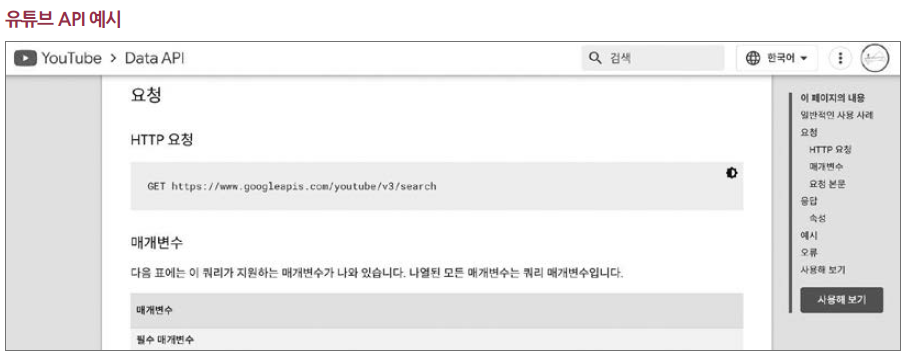 유튜브 API 예시
YouTube > Data API
검색
한국어
요청
HTTP 요청
GET https://www.googleapis.com/youtube/v3/search
매개변수
다음 표에는 이 쿼리가 지원하는 매개변수가 나와 있습니다. 나열된 모든 매개변수는 쿼리 매개변수입니다.
매개변수
필수 매개변수
이 페이지의 내용
일반적인 사용 사례
요청
HTTP 요청
매개변수
요청 본문
응답
속성
예시
오류
사용해 보기
사용해 보기